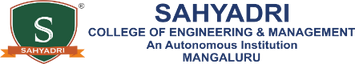 S
SAHYADRI
®
SAHYADRI
COLLEGE OF ENGINEERING & MANAGEMENT
An Autonomous Institution
MANGALURU